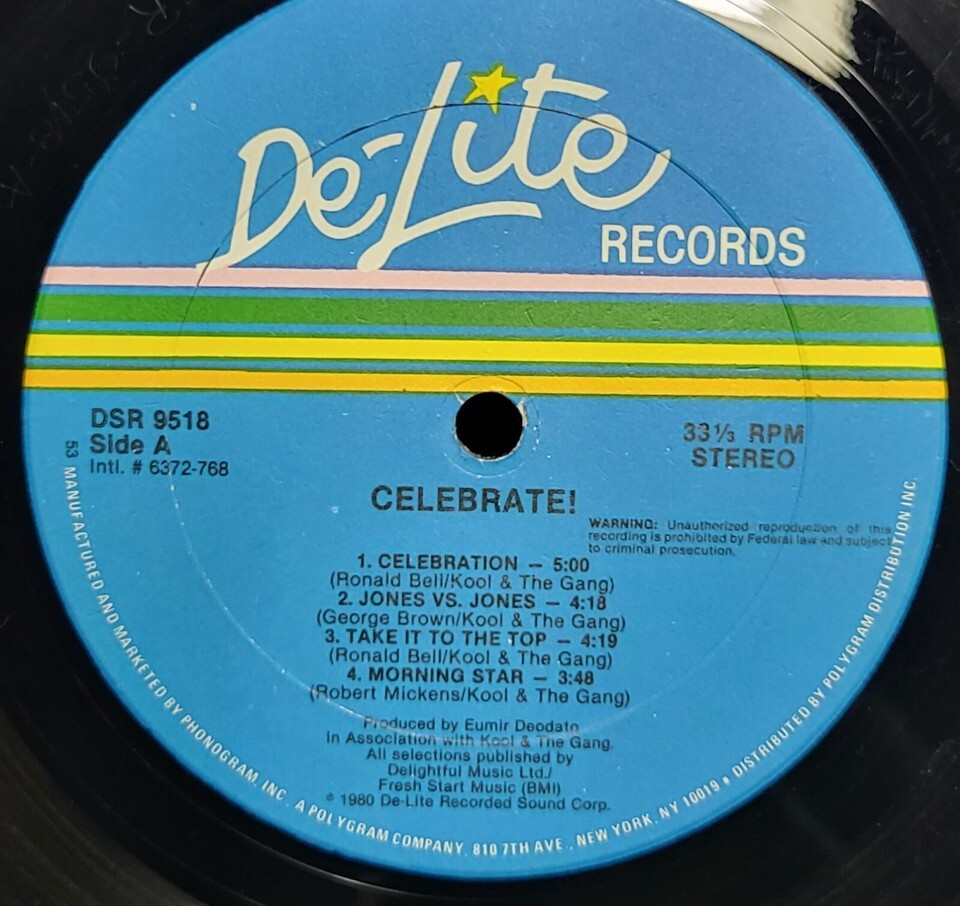 De-Lite
RECORDS
DSR 9518
Side A
Intl. # 6372-768
33⅓ RPM
STEREO
CELEBRATE!
WARNING: Unauthorized reproduction of this
recording is prohibited by Federal law and subject
to criminal prosecution.
1. CELEBRATION – 5:00
(Ronald Bell/Kool & The Gang)
2. JONES VS. JONES – 4:18
(George Brown/Kool & The Gang)
3. TAKE IT TO THE TOP – 4:19
(Ronald Bell/Kool & The Gang)
4. MORNING STAR – 3:48
(Robert Mickens/Kool & The Gang)
Produced by Eumir Deodato
in Association with Kool & The Gang.
All selections published by
Delightful Music Ltd./
Fresh Start Music (BMI)
℗ 1980 De-Lite Recorded Sound Corp.
53 MANUFACTURED AND MARKETED BY PHONOGRAM, INC. A POLYGRAM COMPANY, 810 7TH AVE., NEW YORK, NY 10019 • DISTRIBUTED BY POLYGRAM DISTRIBUTION INC.